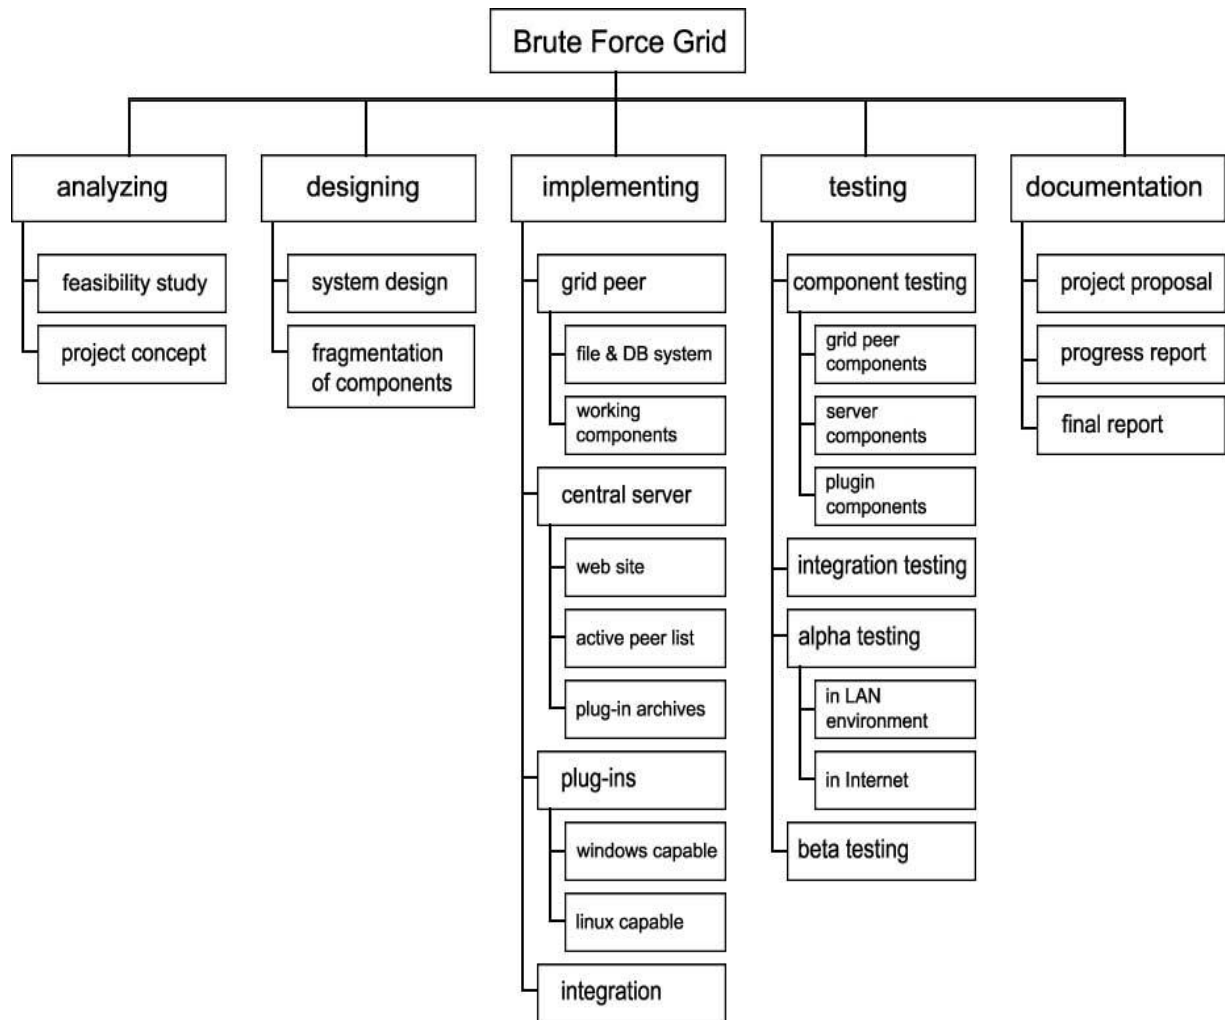 Brute Force Grid
analyzing
feasibility study
project concept
designing
system design
fragmentation
of components
implementing
grid peer
file & DB system
working
components
central server
web site
active peer list
plug-in archives
plug-ins
windows capable
linux capable
integration
testing
component testing
grid peer
components
server
components
plugin
components
integration testing
alpha testing
in LAN
environment
in Internet
beta testing
documentation
project proposal
progress report
final report